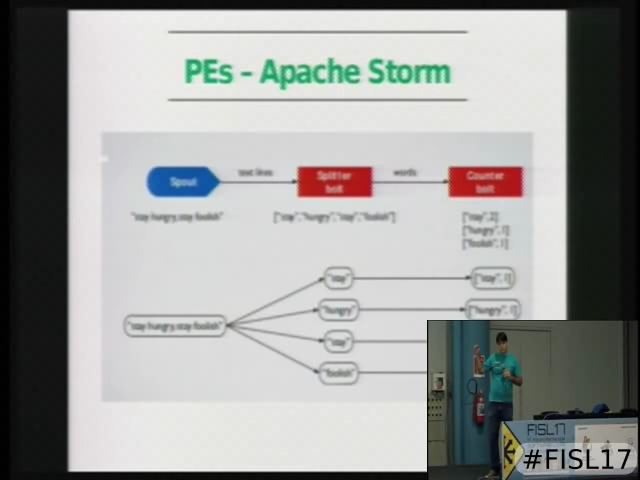 PEs – Apache Storm
Spout
text lines
Splitter
bolt
words
Counter
bolt
"stay hungry, stay foolish"
["stay","hungry","stay","foolish"]
["stay", 2]
["hungry", 1]
["foolish", 1]
"stay"
["stay", 1]
"hungry"
["hungry", 1]
"stay hungry, stay foolish"
"stay"
"foolish"
FISL17
#FISL17